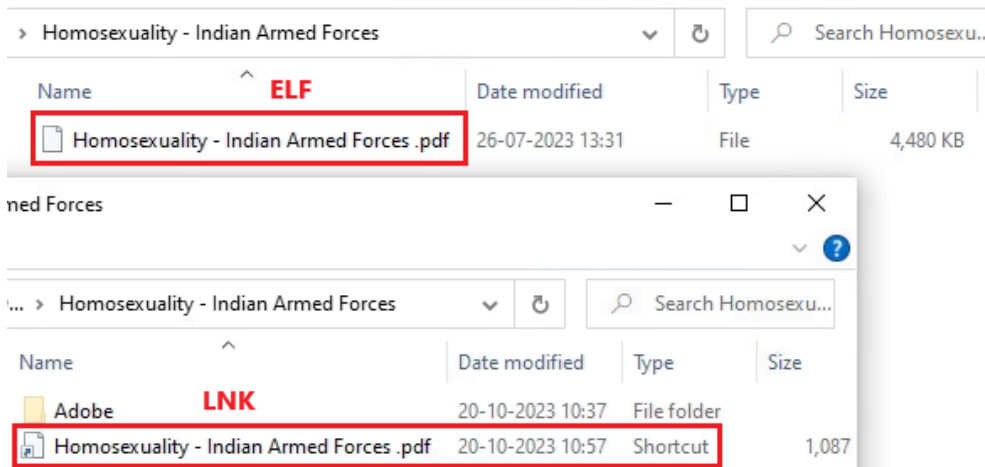 › Homosexuality - Indian Armed Forces Search Homosexu...
Name ELF Date modified Type Size
Homosexuality - Indian Armed Forces .pdf 26-07-2023 13:31 File 4,480 KB
med Forces
... › Homosexuality - Indian Armed Forces Search Homosexu...
Name Date modified Type Size
Adobe LNK 20-10-2023 10:37 File folder
Homosexuality - Indian Armed Forces .pdf 20-10-2023 10:57 Shortcut 1,087